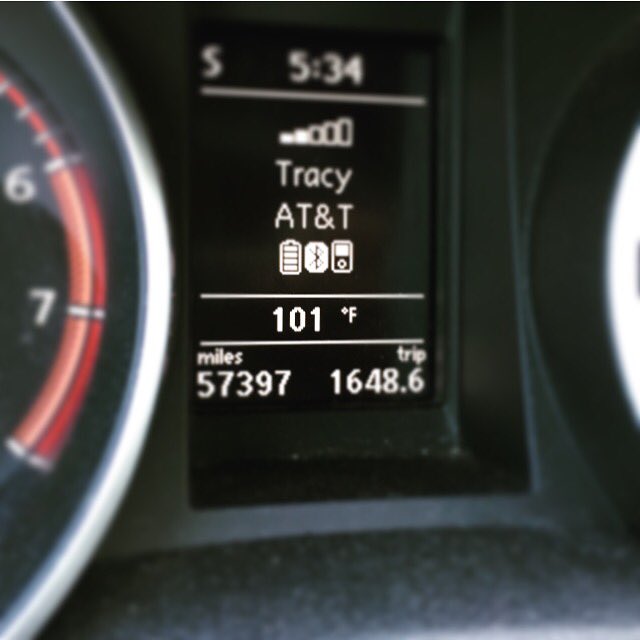 S 5:34
Tracy
AT&T
101 °F
miles trip
57397 1648.6
6
7